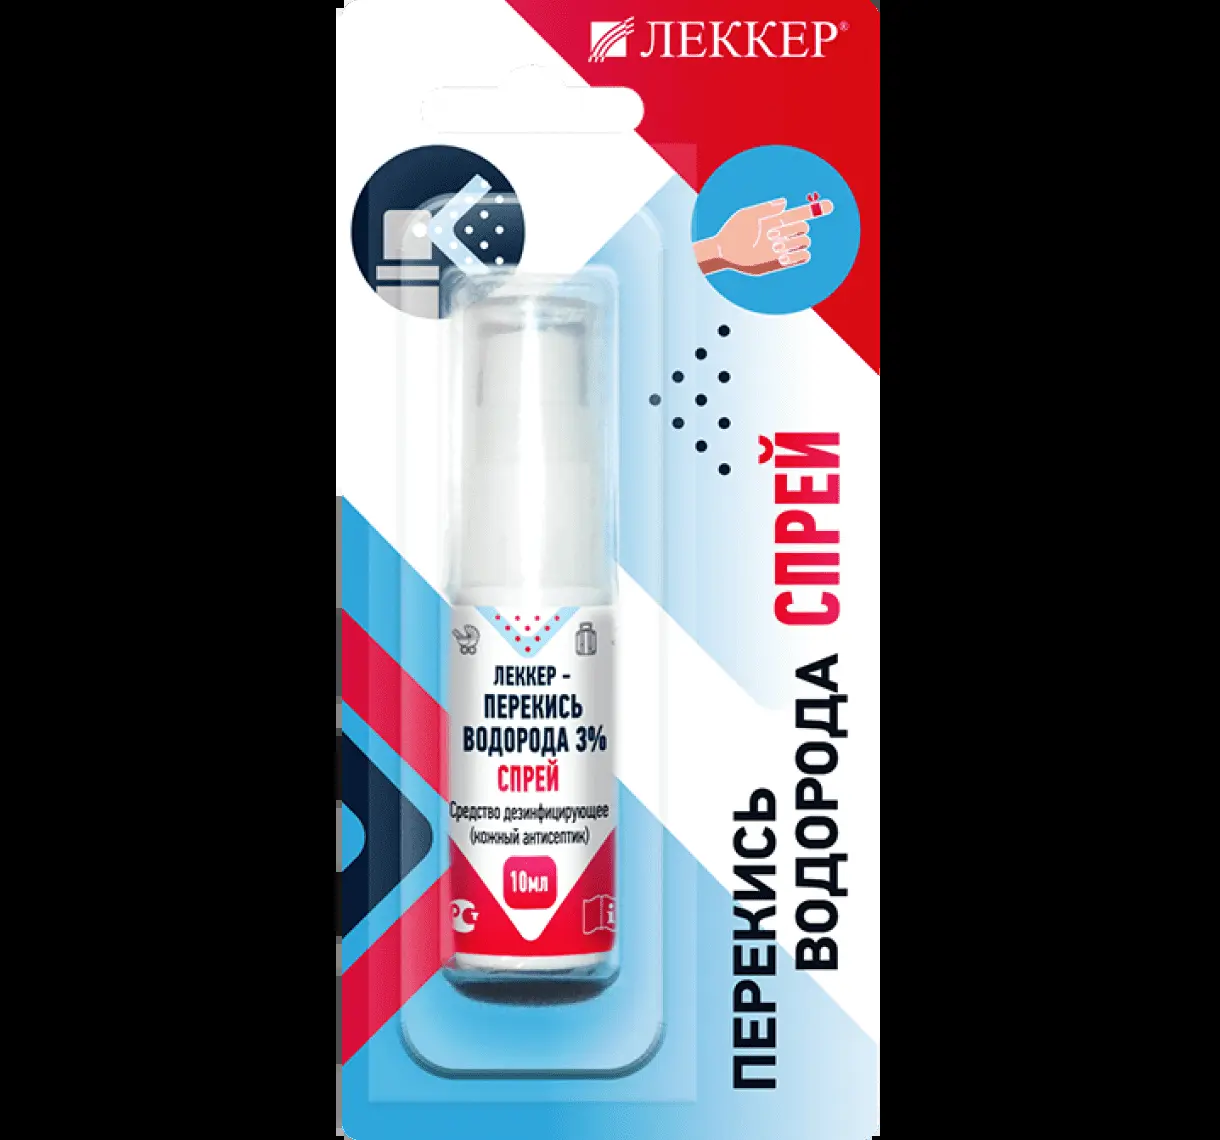 ЛЕККЕР®
ПЕРЕКИСЬ
ВОДОРОДА СПРЕЙ
ЛЕККЕР -
ПЕРЕКИСЬ
ВОДОРОДА 3%
СПРЕЙ
Средство дезинфицирующее
(кожный антисептик)
10мл